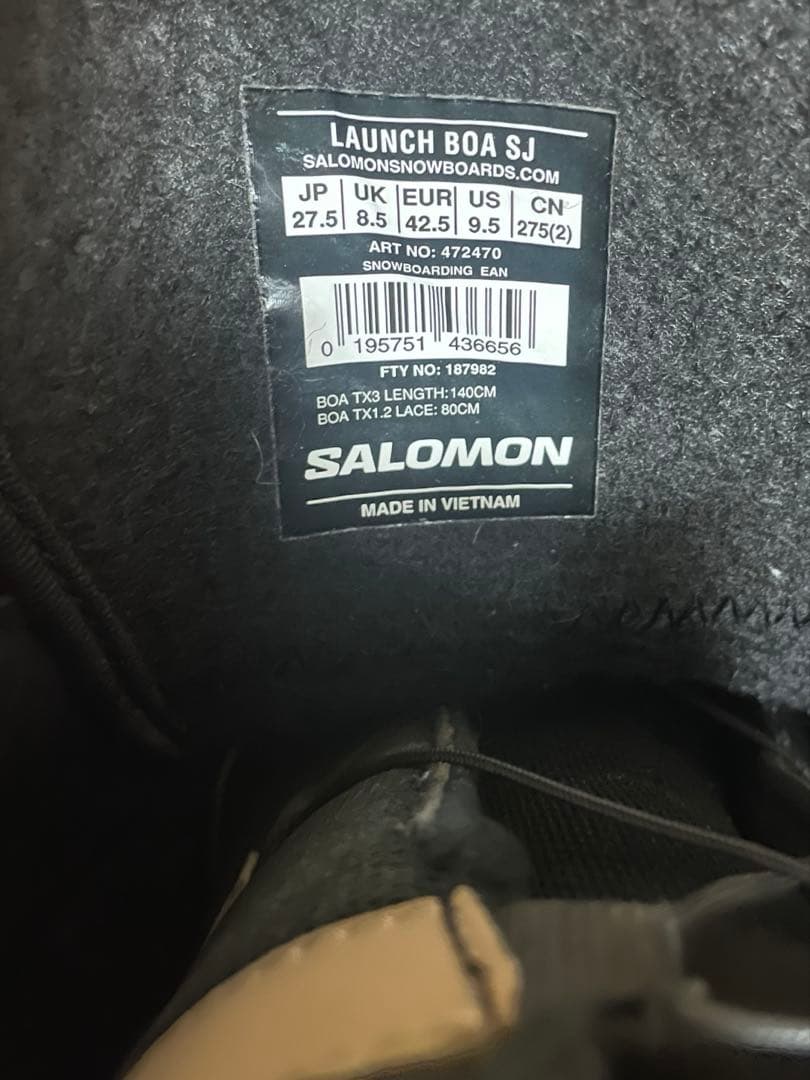 LAUNCH BOA SJ
SALOMONSNOWBOARDS.COM
JP UK EUR US CN
27.5 8.5 42.5 9.5 275(2)
ART NO: 472470
SNOWBOARDING EAN
0 195751 436656
FTY NO: 187982
BOA TX3 LENGTH:140CM
BOA TX1.2 LACE: 80CM
SALOMON
MADE IN VIETNAM